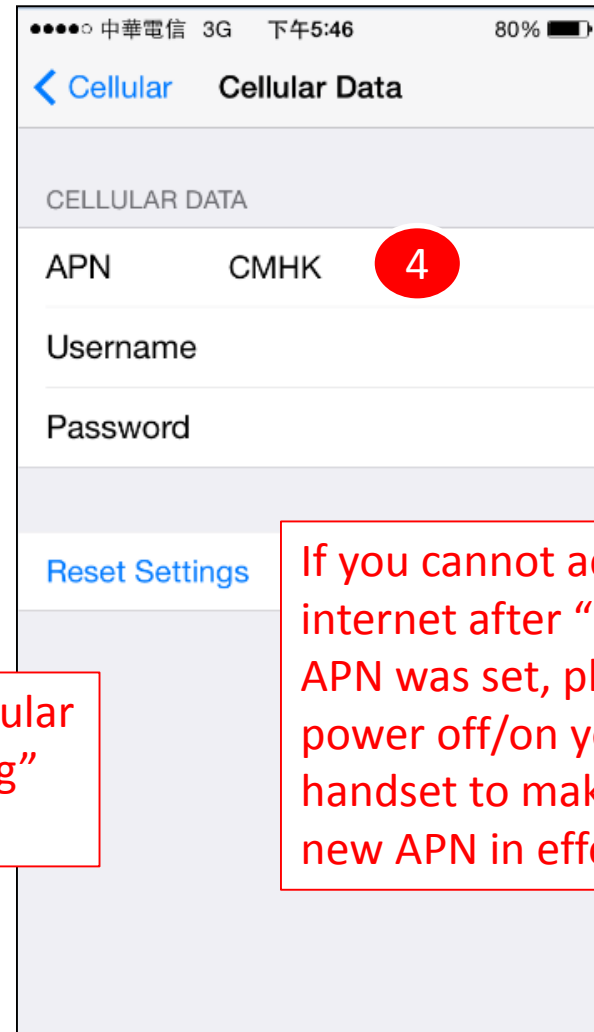 中華電信 3G 下午5:46 80%
Cellular Cellular Data
CELLULAR DATA
APN CMHK 4
Username
Password
Reset Settings
If you cannot a
internet after “
APN was set, pl
power off/on y
handset to mak
new APN in eff
ular
g”